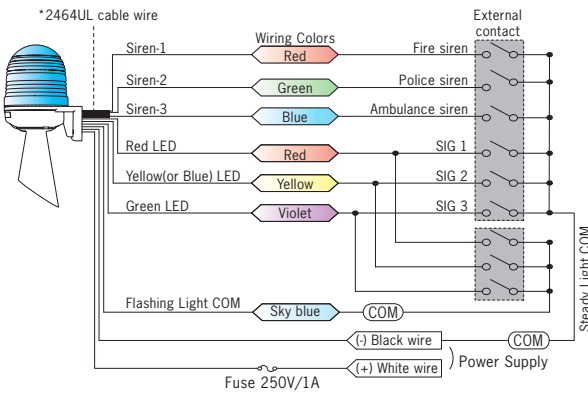 *2464UL cable wire
Wiring Colors
External
contact
Siren-1
Red
Fire siren
Siren-2
Green
Police siren
Siren-3
Blue
Ambulance siren
Red LED
Red
SIG 1
Yellow(or Blue) LED
Yellow
SIG 2
Green LED
Violet
SIG 3
Steady Light COM
Flashing Light COM
Sky blue
COM
(-) Black wire
COM
Power Supply
(+) White wire
Fuse 250V/1A